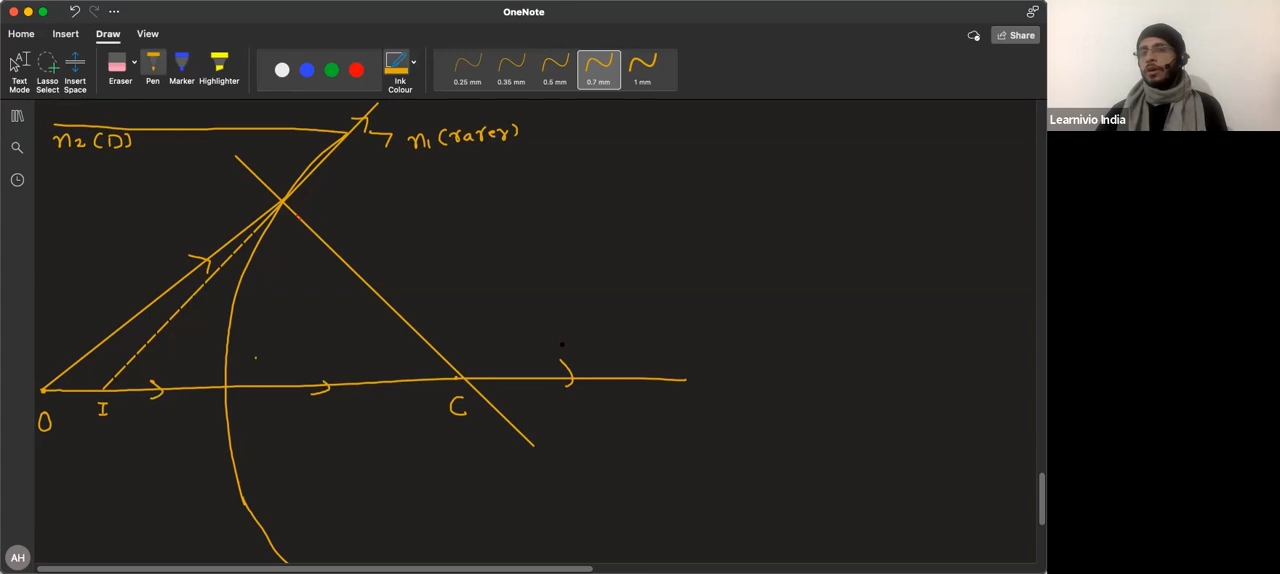 OneNote
Home Insert Draw View
Share
Text Mode
Lasso Select
Insert Space
Eraser
Pen
Marker
Highlighter
Ink Colour
0.25 mm
0.35 mm
0.5 mm
0.7 mm
1 mm
Learnivio India
n2 (D)
n1 (rarer)
O
I
C
AH